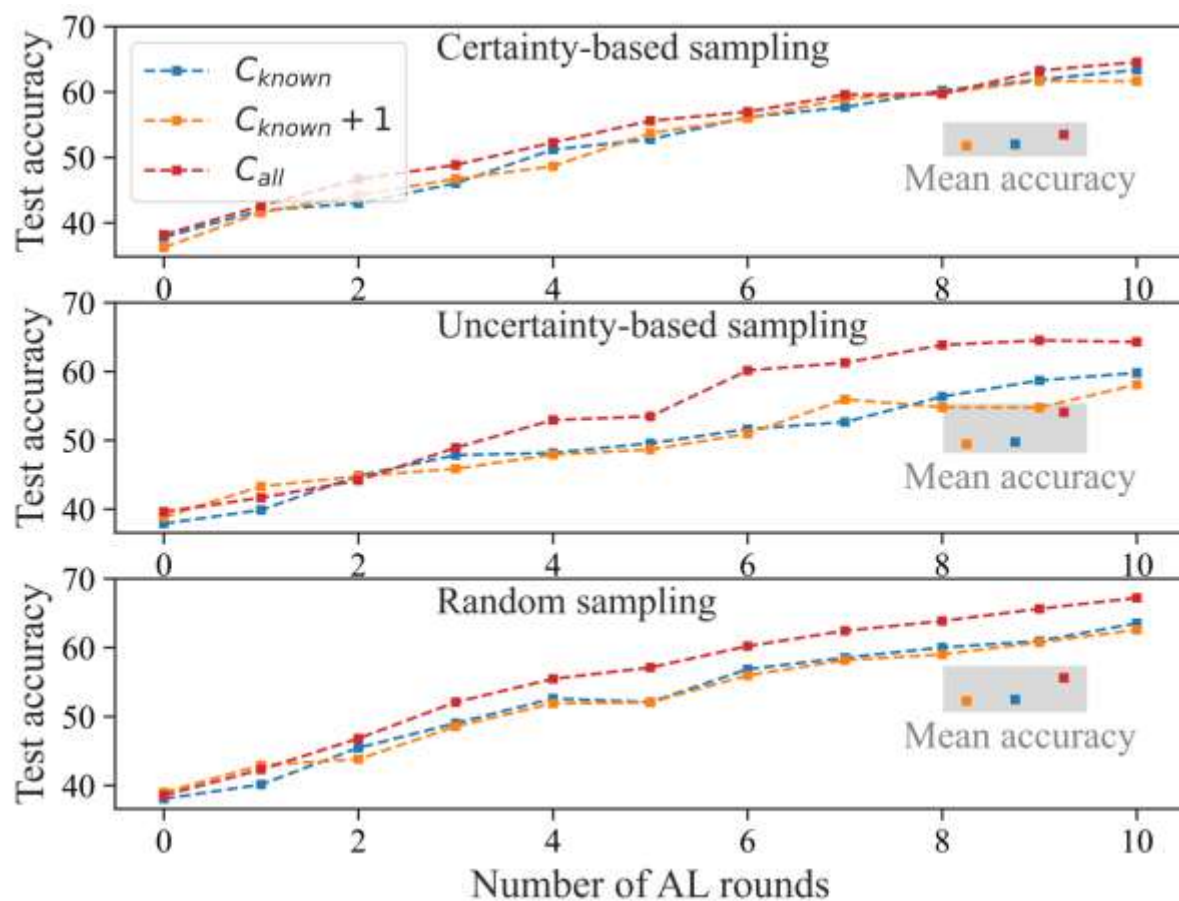 Certainty-based sampling
C_known
C_known + 1
C_all
Test accuracy
70
60
50
40
0 2 4 6 8 10
Mean accuracy
Uncertainty-based sampling
Test accuracy
70
60
50
40
0 2 4 6 8 10
Mean accuracy
Random sampling
Test accuracy
70
60
50
40
0 2 4 6 8 10
Mean accuracy
Number of AL rounds